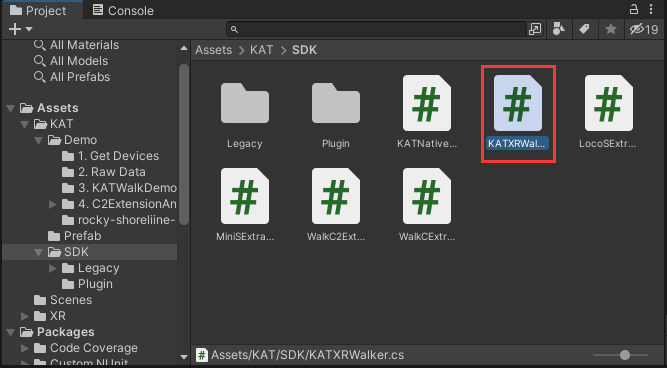 Project
Console
19
All Materials
All Models
All Prefabs
Assets
KAT
Demo
1. Get Devices
2. Raw Data
3. KATWalkDemo
4. C2ExtensionAn
rocky-shoreliine-
Prefab
SDK
Legacy
Plugin
Scenes
XR
Packages
Code Coverage
Custom NUnit
Assets > KAT > SDK
Legacy
Plugin
KATNative...
KATXRWal...
LocoSExtr...
MiniSExtra...
WalkC2Ext...
WalkCExtr...
Assets/KAT/SDK/KATXRWalker.cs